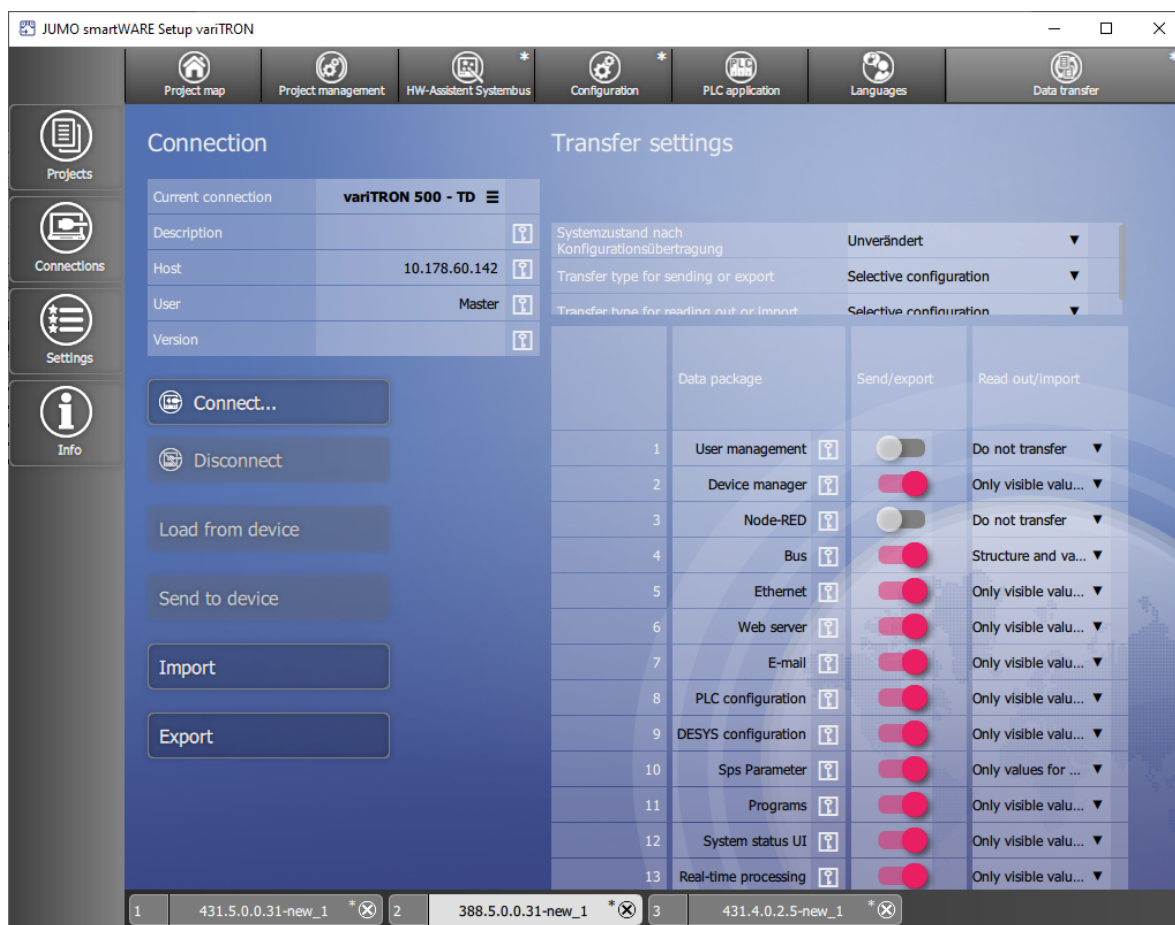 JUMO smartWARE Setup variTRON
Project map
Project management
HW-Assistent Systembus
*
Configuration
*
PLC application
Languages
Data transfer
*
Projects
Connections
Settings
Info
Connection
Current connection variTRON 500 - TD
Description
Host 10.178.60.142
User Master
Version
Connect...
Disconnect
Load from device
Send to device
Import
Export
Transfer settings
Systemzustand nach
Konfigurationsübertragung
Unverändert
Transfer type for sending or export Selective configuration
Transfer type for reading out or import Selective configuration
Data package Send/export Read out/import
1 User management Do not transfer
2 Device manager Only visible valu...
3 Node-RED Do not transfer
4 Bus Structure and va...
5 Ethernet Only visible valu...
6 Web server Only visible valu...
7 E-mail Only visible valu...
8 PLC configuration Only visible valu...
9 DESYS configuration Only visible valu...
10 Sps Parameter Only values for ...
11 Programs Only visible valu...
12 System status UI Only visible valu...
13 Real-time processing Only visible valu...
1 431.5.0.0.31-new_1 * 2 388.5.0.0.31-new_1 * 3 431.4.0.2.5-new_1 *